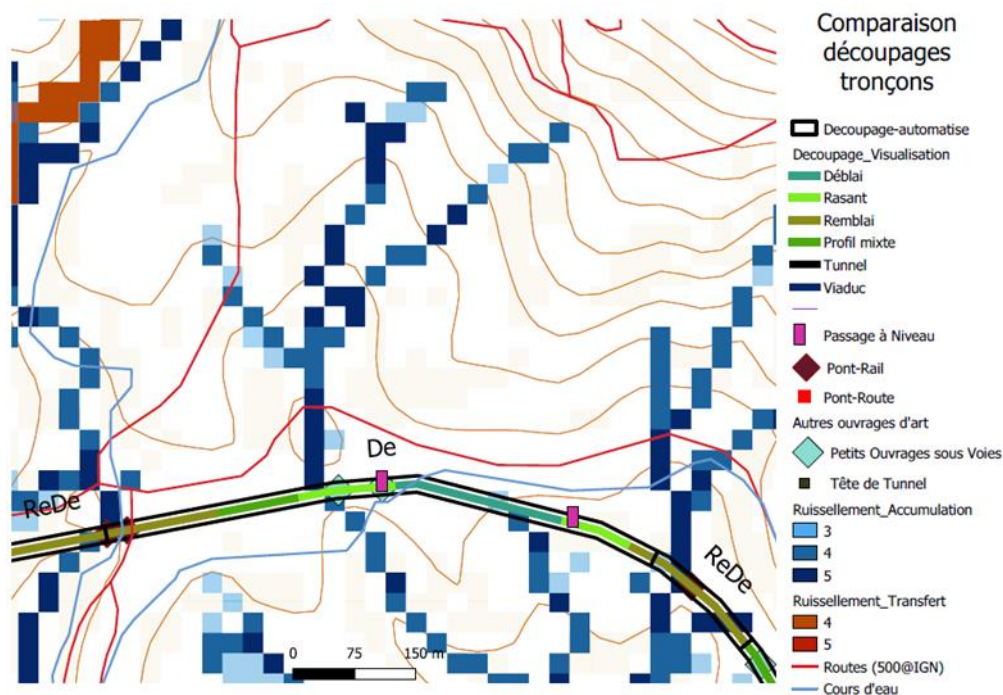 Comparaison
découpages
tronçons
Decoupage-automatise
Decoupage_Visualisation
Déblai
Rasant
Remblai
Profil mixte
Tunnel
Viaduc
Passage à Niveau
Pont-Rail
Pont-Route
Autres ouvrages d'art
Petits Ouvrages sous Voies
Tête de Tunnel
Ruissellement_Accumulation
3
4
5
Ruissellement_Transfert
4
5
Routes (500@IGN)
Cours d'eau
ReDe
De
ReDe
0 75 150 m